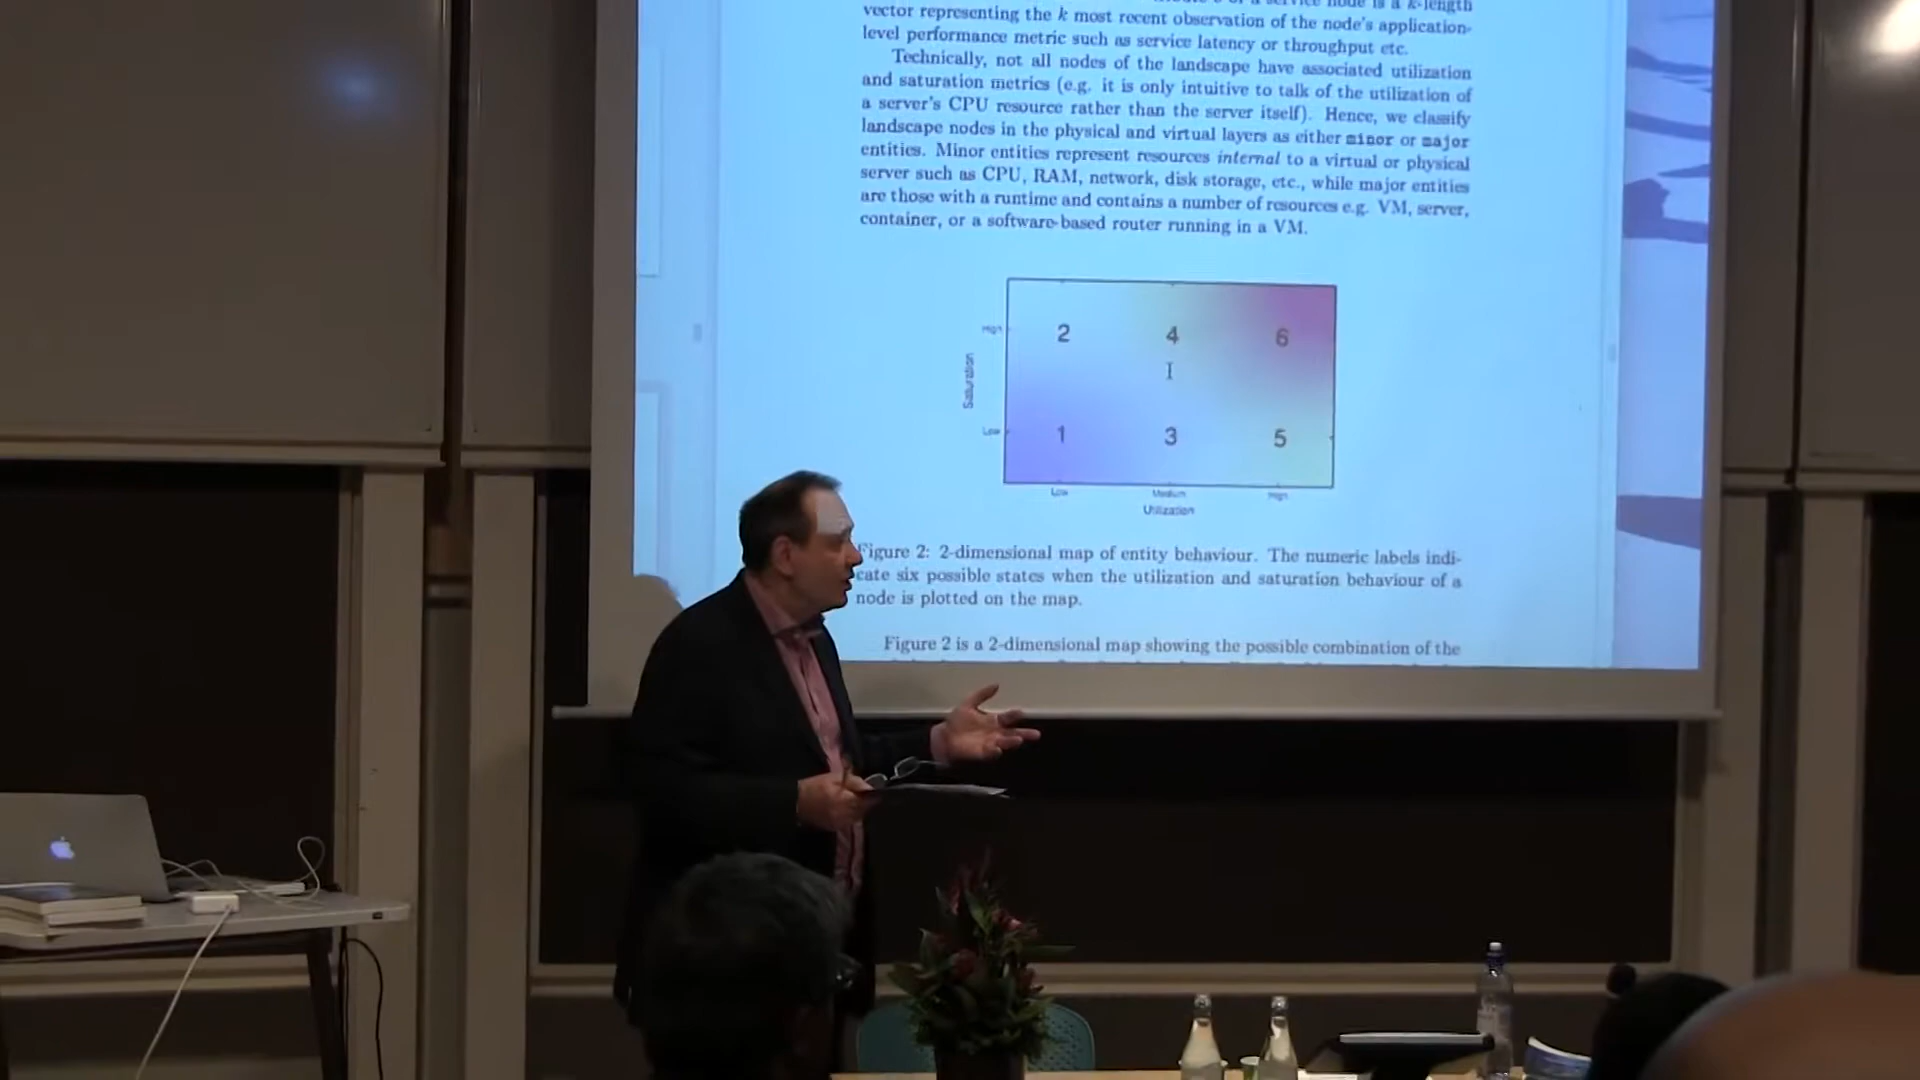 node is a k-length
vector representing the k most recent observation of the node's application-
level performance metric such as service latency or throughput etc.
Technically, not all nodes of the landscape have associated utilization
and saturation metrics (e.g. it is only intuitive to talk of the utilization of
a server's CPU resource rather than the server itself). Hence, we classify
landscape nodes in the physical and virtual layers as either minor or major
entities. Minor entities represent resources internal to a virtual or physical
server such as CPU, RAM, network, disk storage, etc., while major entities
are those with a runtime and contains a number of resources e.g. VM, server,
container, or a software-based router running in a VM.
High
2 4 6
Saturation
Low
1 3 5
Low Medium High
Utilization
Figure 2: 2-dimensional map of entity behaviour. The numeric labels indi-
cate six possible states when the utilization and saturation behaviour of a
node is plotted on the map.
Figure 2 is a 2-dimensional map showing the possible combination of the